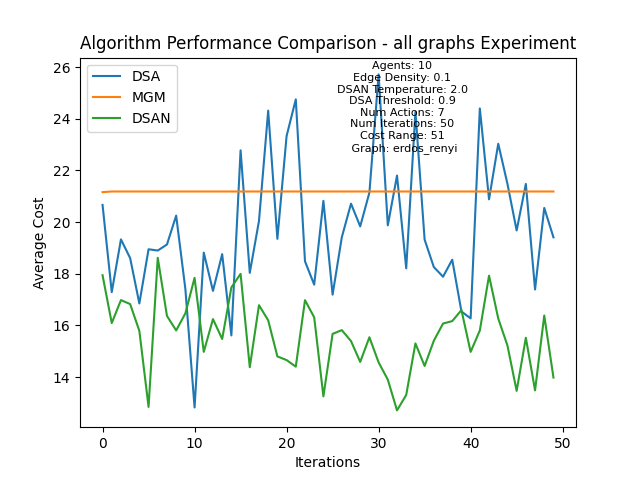 Algorithm Performance Comparison - all graphs Experiment
DSA
MGM
DSAN
Agents: 10
Edge Density: 0.1
DSAN Temperature: 2.0
DSA Threshold: 0.9
Num Actions: 7
Num Iterations: 50
Cost Range: 51
Graph: erdos_renyi
Average Cost
26
24
22
20
18
16
14
0 10 20 30 40 50
Iterations